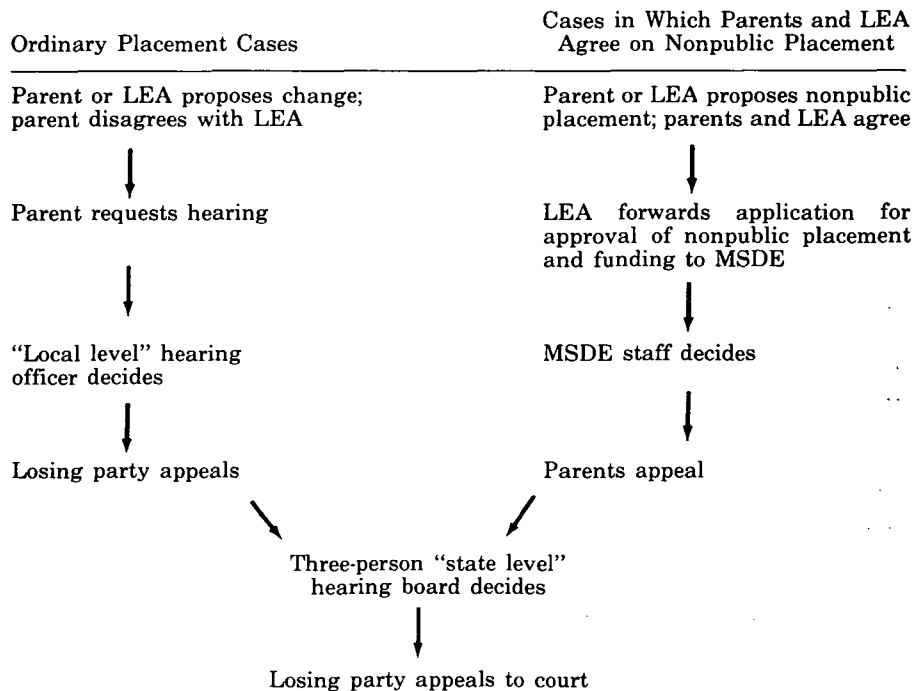 Ordinary Placement Cases
Cases in Which Parents and LEA
Agree on Nonpublic Placement
Parent or LEA proposes change;
parent disagrees with LEA
Parent or LEA proposes nonpublic
placement; parents and LEA agree
Parent requests hearing
LEA forwards application for
approval of nonpublic placement
and funding to MSDE
“Local level” hearing
officer decides
MSDE staff decides
Losing party appeals
Parents appeal
Three-person “state level”
hearing board decides
Losing party appeals to court